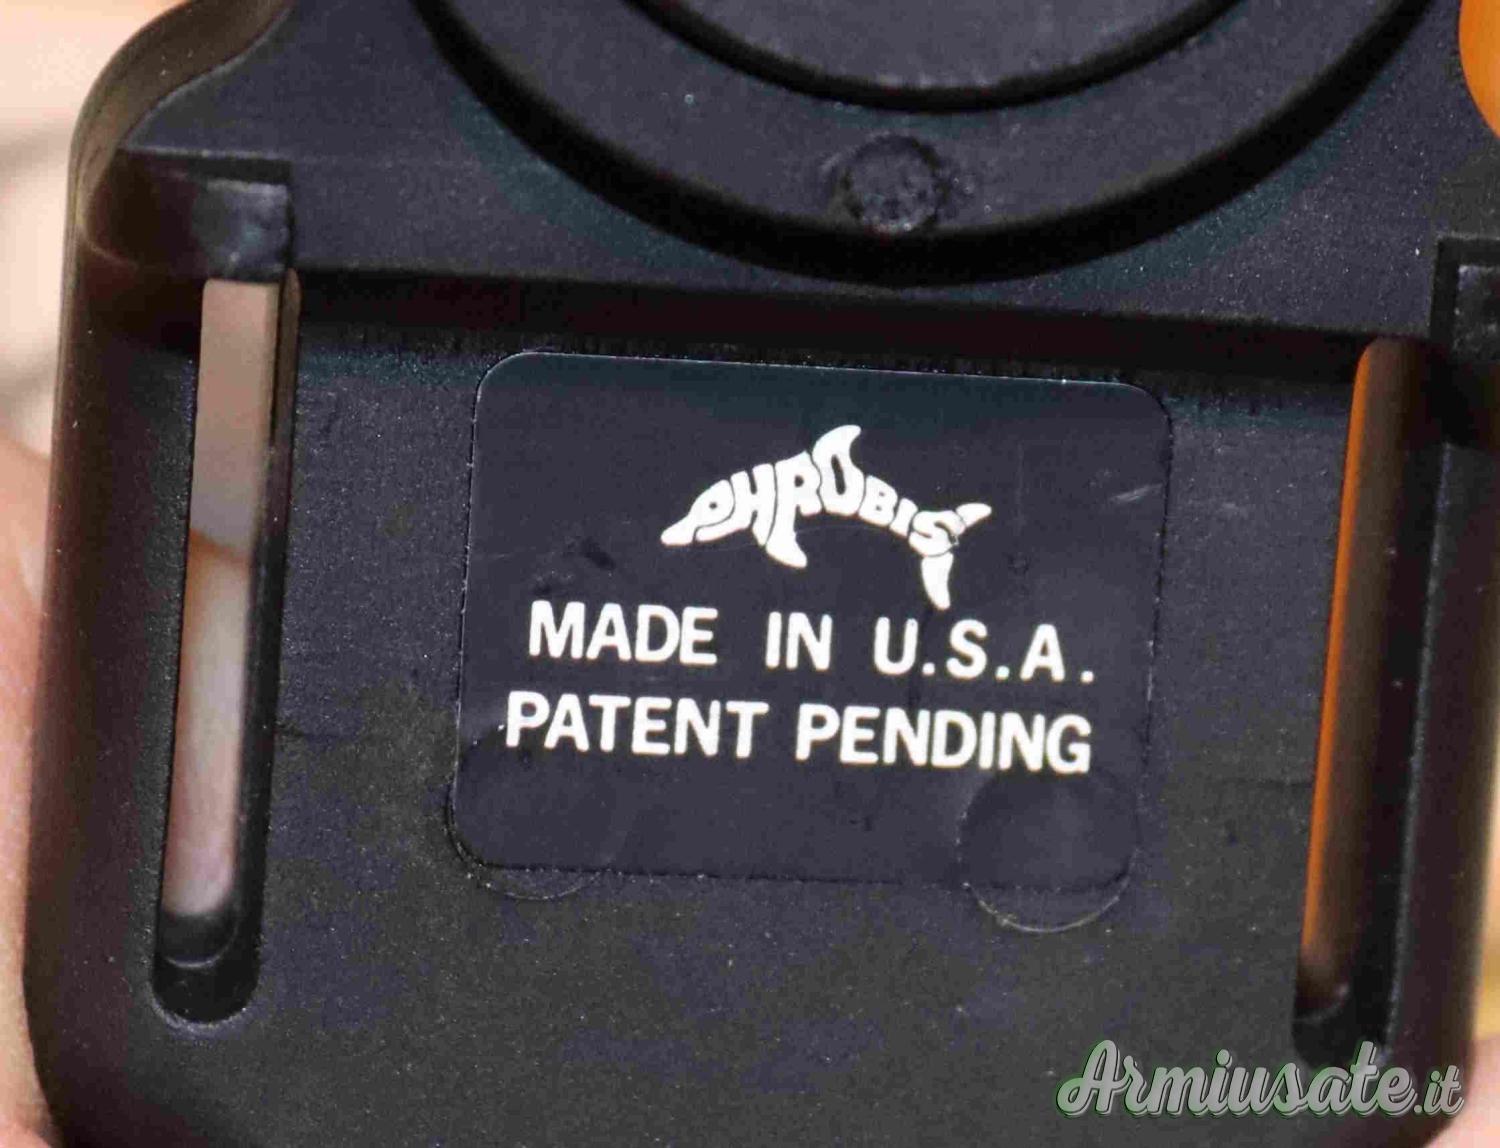 PHROBIS
MADE IN U.S.A.
PATENT PENDING
Armiusate.it